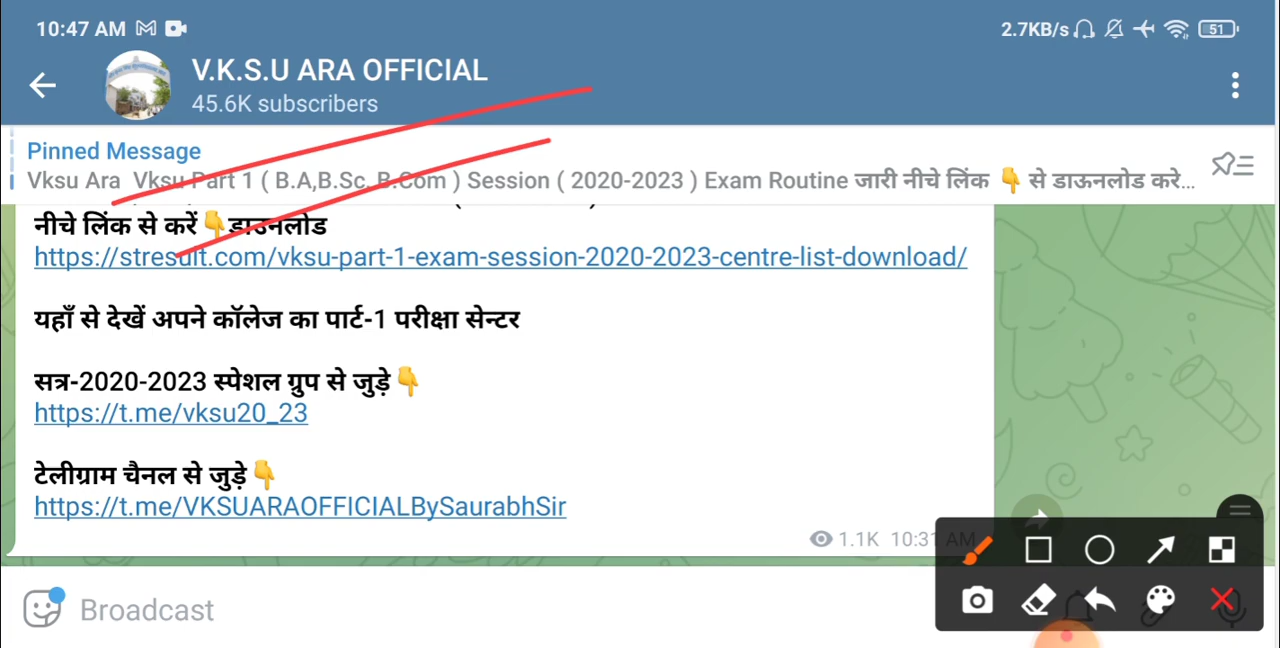 10:47 AM
2.7KB/s
51
V.K.S.U ARA OFFICIAL
45.6K subscribers
Pinned Message
Vksu Ara Vksu Part 1 ( B.A,B.Sc, B.Com ) Session ( 2020-2023 ) Exam Routine जारी नीचे लिंक 👇 से डाऊनलोड करे...
नीचे लिंक से करें 👇डाउनलोड
https://stresult.com/vksu-part-1-exam-session-2020-2023-centre-list-download/
यहाँ से देखें अपने कॉलेज का पार्ट-1 परीक्षा सेन्टर
सत्र-2020-2023 स्पेशल ग्रुप से जुड़े👇
https://t.me/vksu20_23
टेलीग्राम चैनल से जुड़े👇
https://t.me/VKSUARAOFFICIALBySaurabhSir
1.1K 10:31 AM
Broadcast